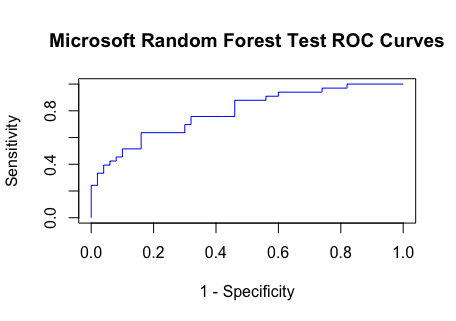 Microsoft Random Forest Test ROC Curves
Sensitivity
0.8
0.4
0.0
0.0 0.2 0.4 0.6 0.8 1.0
1 - Specificity